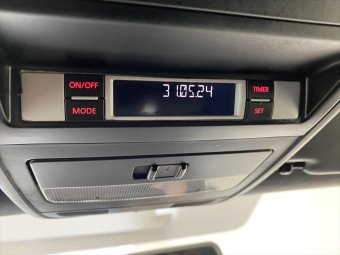 ON/OFF
31.05.24
TIMER
MODE
SET